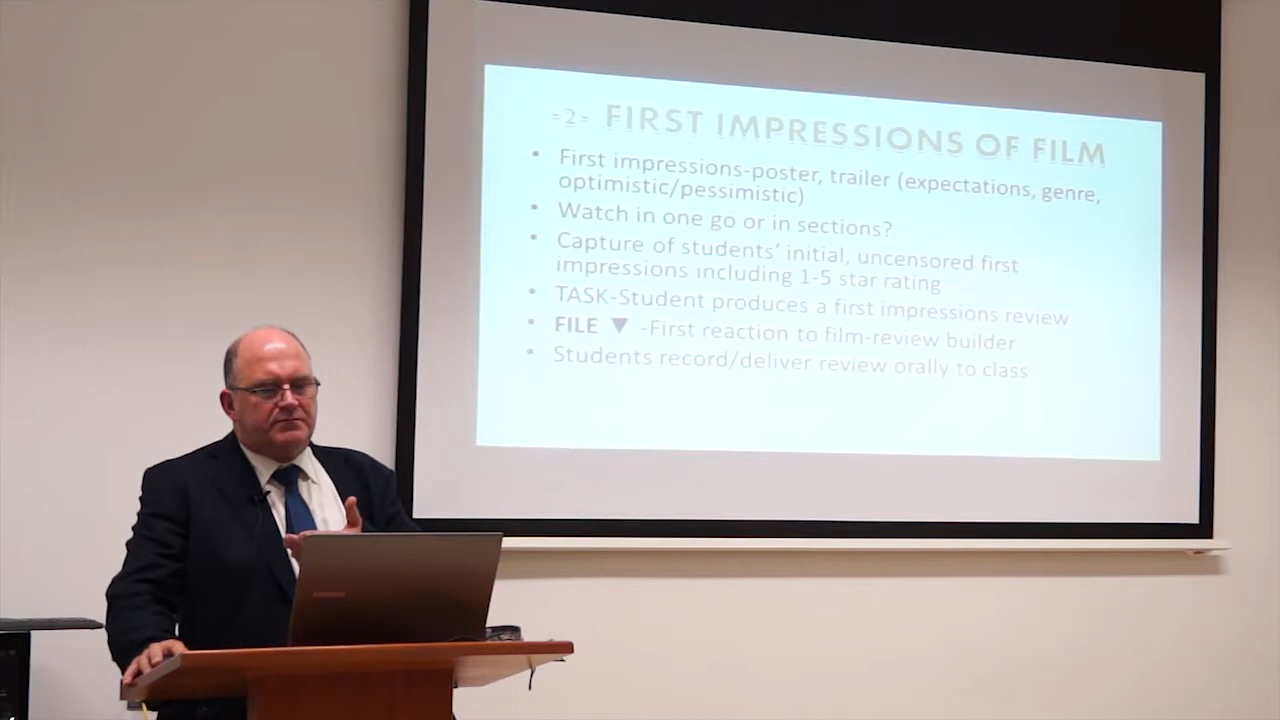 =2= FIRST IMPRESSIONS OF FILM
• First impressions-poster, trailer (expectations, genre,
optimistic/pessimistic)
• Watch in one go or in sections?
• Capture of students' initial, uncensored first
impressions including 1-5 star rating
• TASK-Student produces a first impressions review
• FILE ▼ -First reaction to film-review builder
• Students record/deliver review orally to class